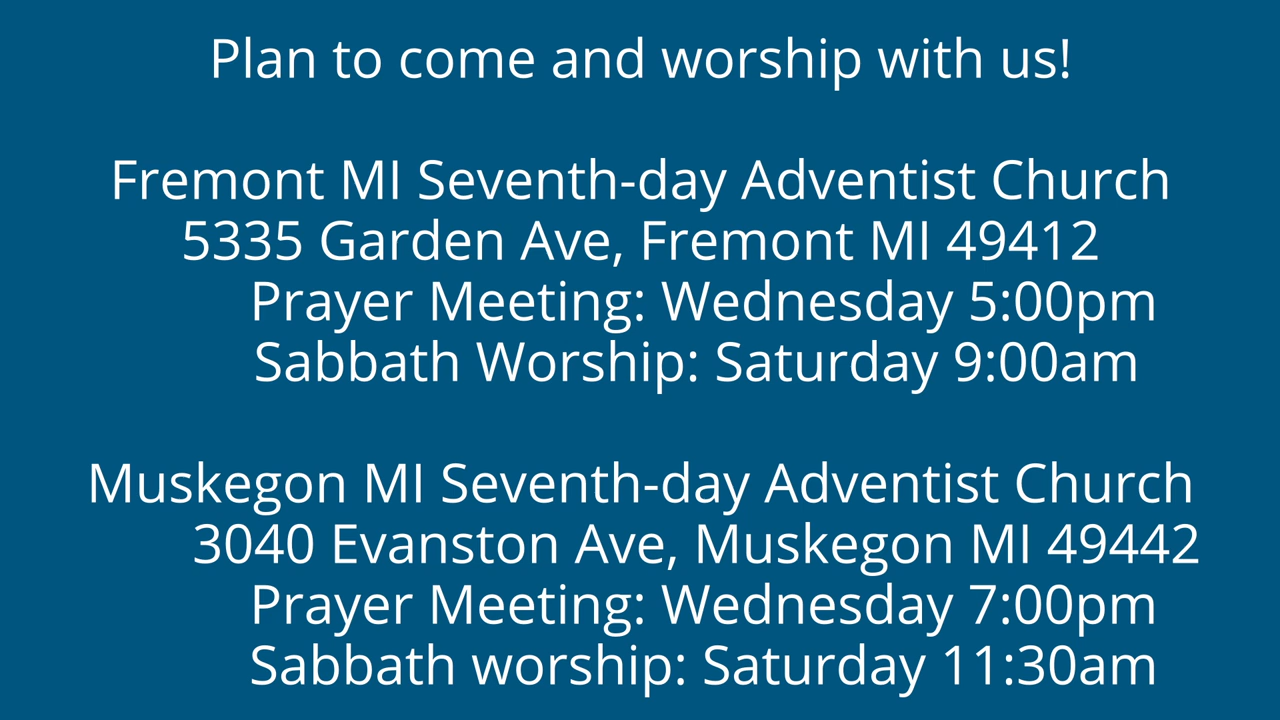 Plan to come and worship with us!
Fremont MI Seventh-day Adventist Church
5335 Garden Ave, Fremont MI 49412
Prayer Meeting: Wednesday 5:00pm
Sabbath Worship: Saturday 9:00am
Muskegon MI Seventh-day Adventist Church
3040 Evanston Ave, Muskegon MI 49442
Prayer Meeting: Wednesday 7:00pm
Sabbath worship: Saturday 11:30am